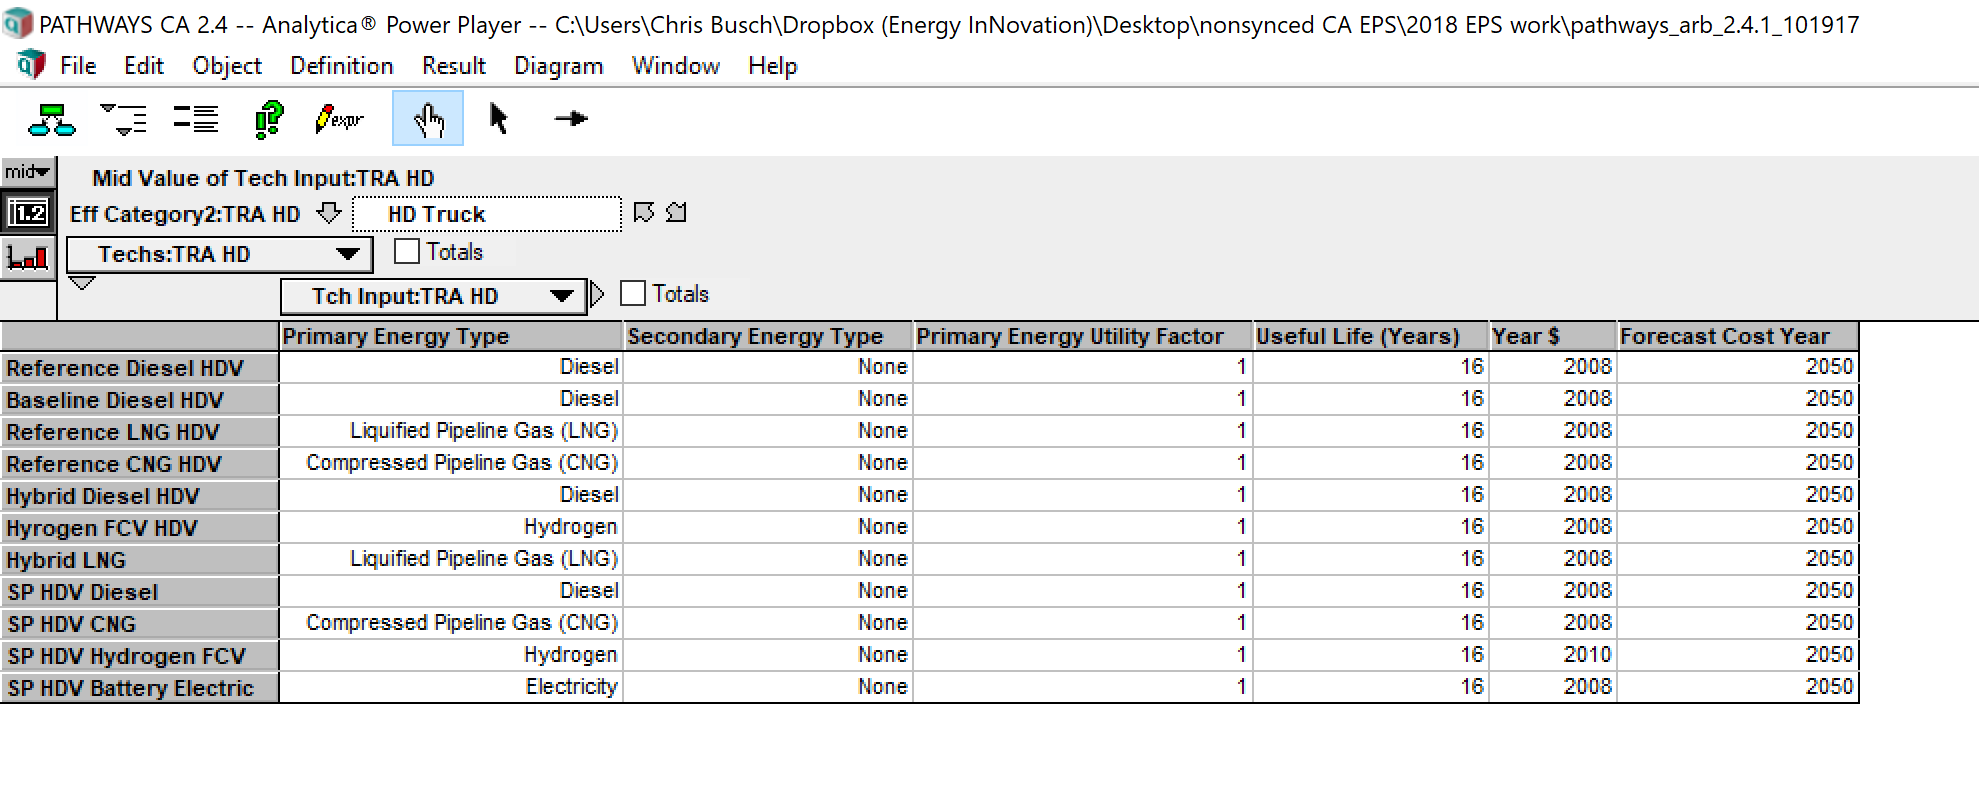 PATHWAYS CA 2.4 -- Analytica® Power Player -- C:\Users\Chris Busch\Dropbox (Energy InNovation)\Desktop\nonsynced CA EPS\2018 EPS work\pathways_arb_2.4.1_101917
File Edit Object Definition Result Diagram Window Help
expr
mid Mid Value of Tech Input:TRA HD
1.2 Eff Category2:TRA HD HD Truck
Techs:TRA HD Totals
Tch Input:TRA HD Totals
Primary Energy Type Secondary Energy Type Primary Energy Utility Factor Useful Life (Years) Year $ Forecast Cost Year
Reference Diesel HDV Diesel None 1 16 2008 2050
Baseline Diesel HDV Diesel None 1 16 2008 2050
Reference LNG HDV Liquified Pipeline Gas (LNG) None 1 16 2008 2050
Reference CNG HDV Compressed Pipeline Gas (CNG) None 1 16 2008 2050
Hybrid Diesel HDV Diesel None 1 16 2008 2050
Hyrogen FCV HDV Hydrogen None 1 16 2008 2050
Hybrid LNG Liquified Pipeline Gas (LNG) None 1 16 2008 2050
SP HDV Diesel Diesel None 1 16 2008 2050
SP HDV CNG Compressed Pipeline Gas (CNG) None 1 16 2008 2050
SP HDV Hydrogen FCV Hydrogen None 1 16 2010 2050
SP HDV Battery Electric Electricity None 1 16 2008 2050